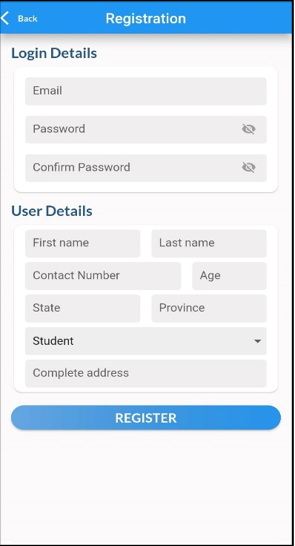 Back Registration
Login Details
Email
Password
Confirm Password
User Details
First name Last name
Contact Number Age
State Province
Student
Complete address
REGISTER